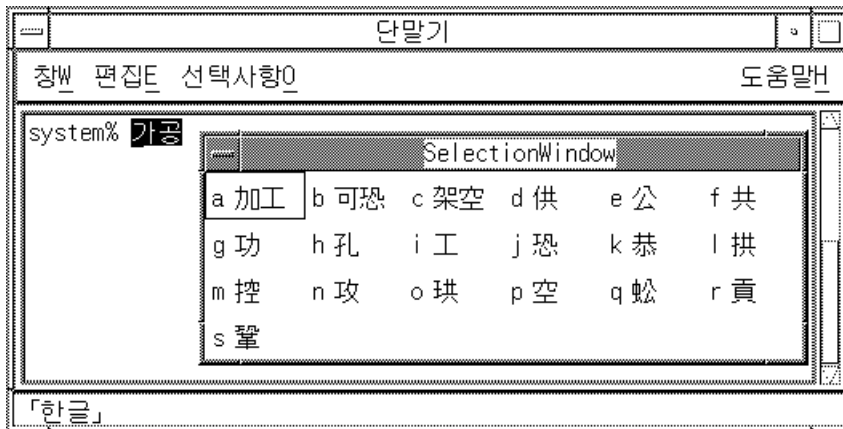 단말기
창W 편집E 선택사항O 도움말H
system% 가공
SelectionWindow
a 加工 b 可恐 c 架空 d 供 e 公 f 共
g 功 h 孔 i 工 j 恐 k 恭 l 拱
m 控 n 攻 o 珙 p 空 q 蚣 r 貢
s 鞏
「한글」